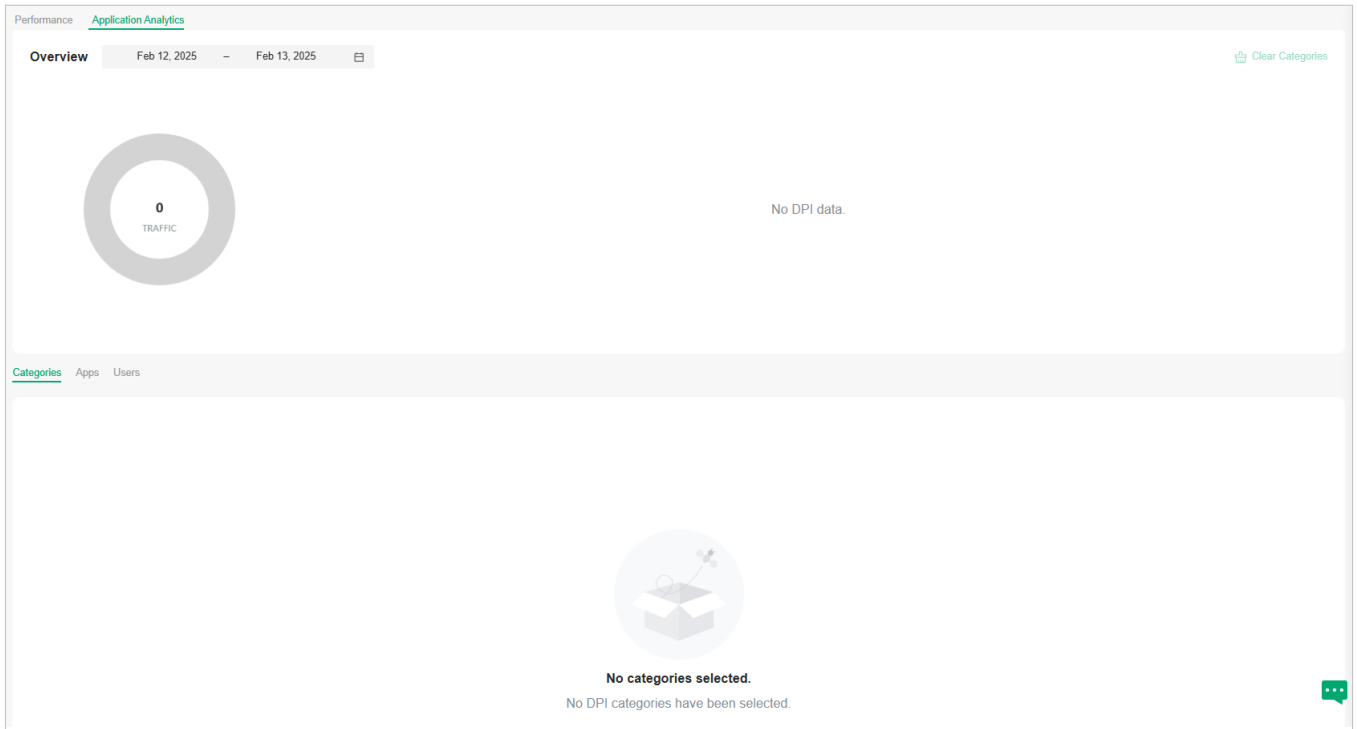 Performance Application Analytics
Overview Feb 12, 2025 – Feb 13, 2025 Clear Categories
0
TRAFFIC
No DPI data.
Categories Apps Users
No categories selected.
No DPI categories have been selected.